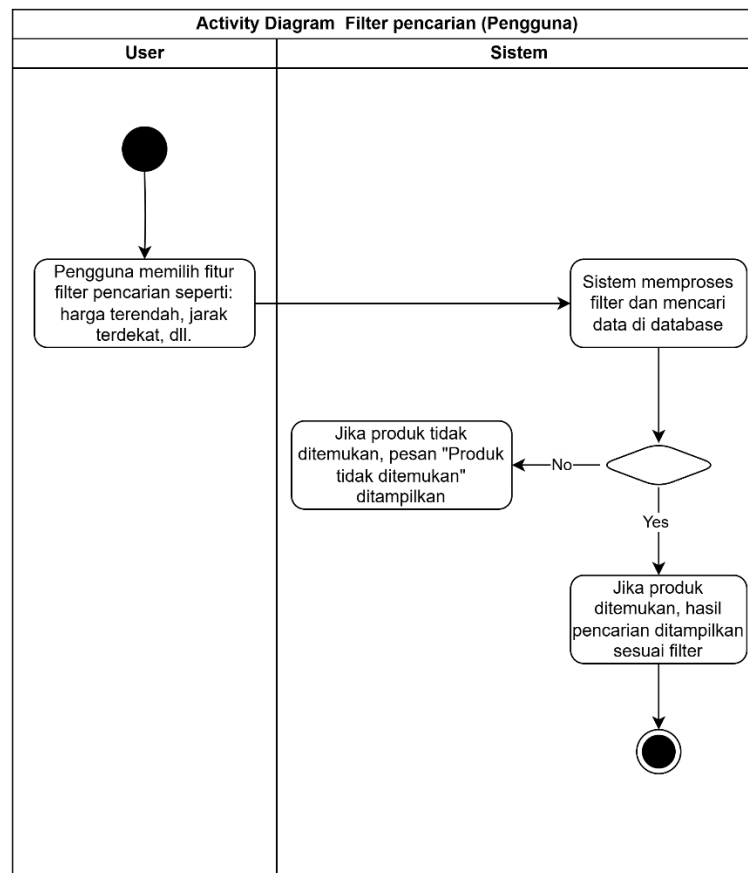 Activity Diagram  Filter pencarian (Pengguna)
User
Sistem
Pengguna memilih fitur
filter pencarian seperti:
harga terendah, jarak
terdekat, dll.
Sistem memproses
filter dan mencari
data di database
Jika produk tidak
ditemukan, pesan "Produk
tidak ditemukan"
ditampilkan
No
Yes
Jika produk
ditemukan, hasil
pencarian ditampilkan
sesuai filter